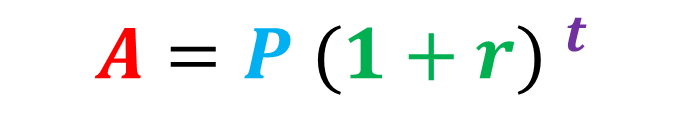 A = P (1 + r) ᵗ